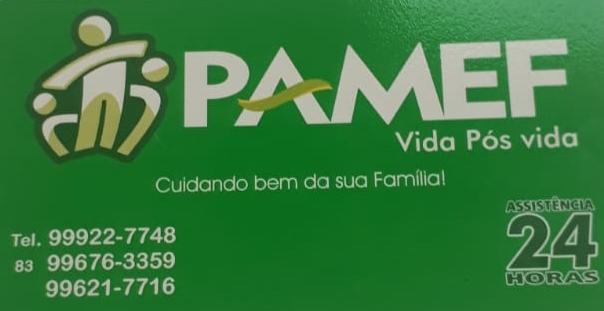 PAMEF
Vida Pós vida
Cuidando bem da sua Família!
Tel. 99922-7748
83 99676-3359
99621-7716
ASSISTÊNCIA
24
HORAS